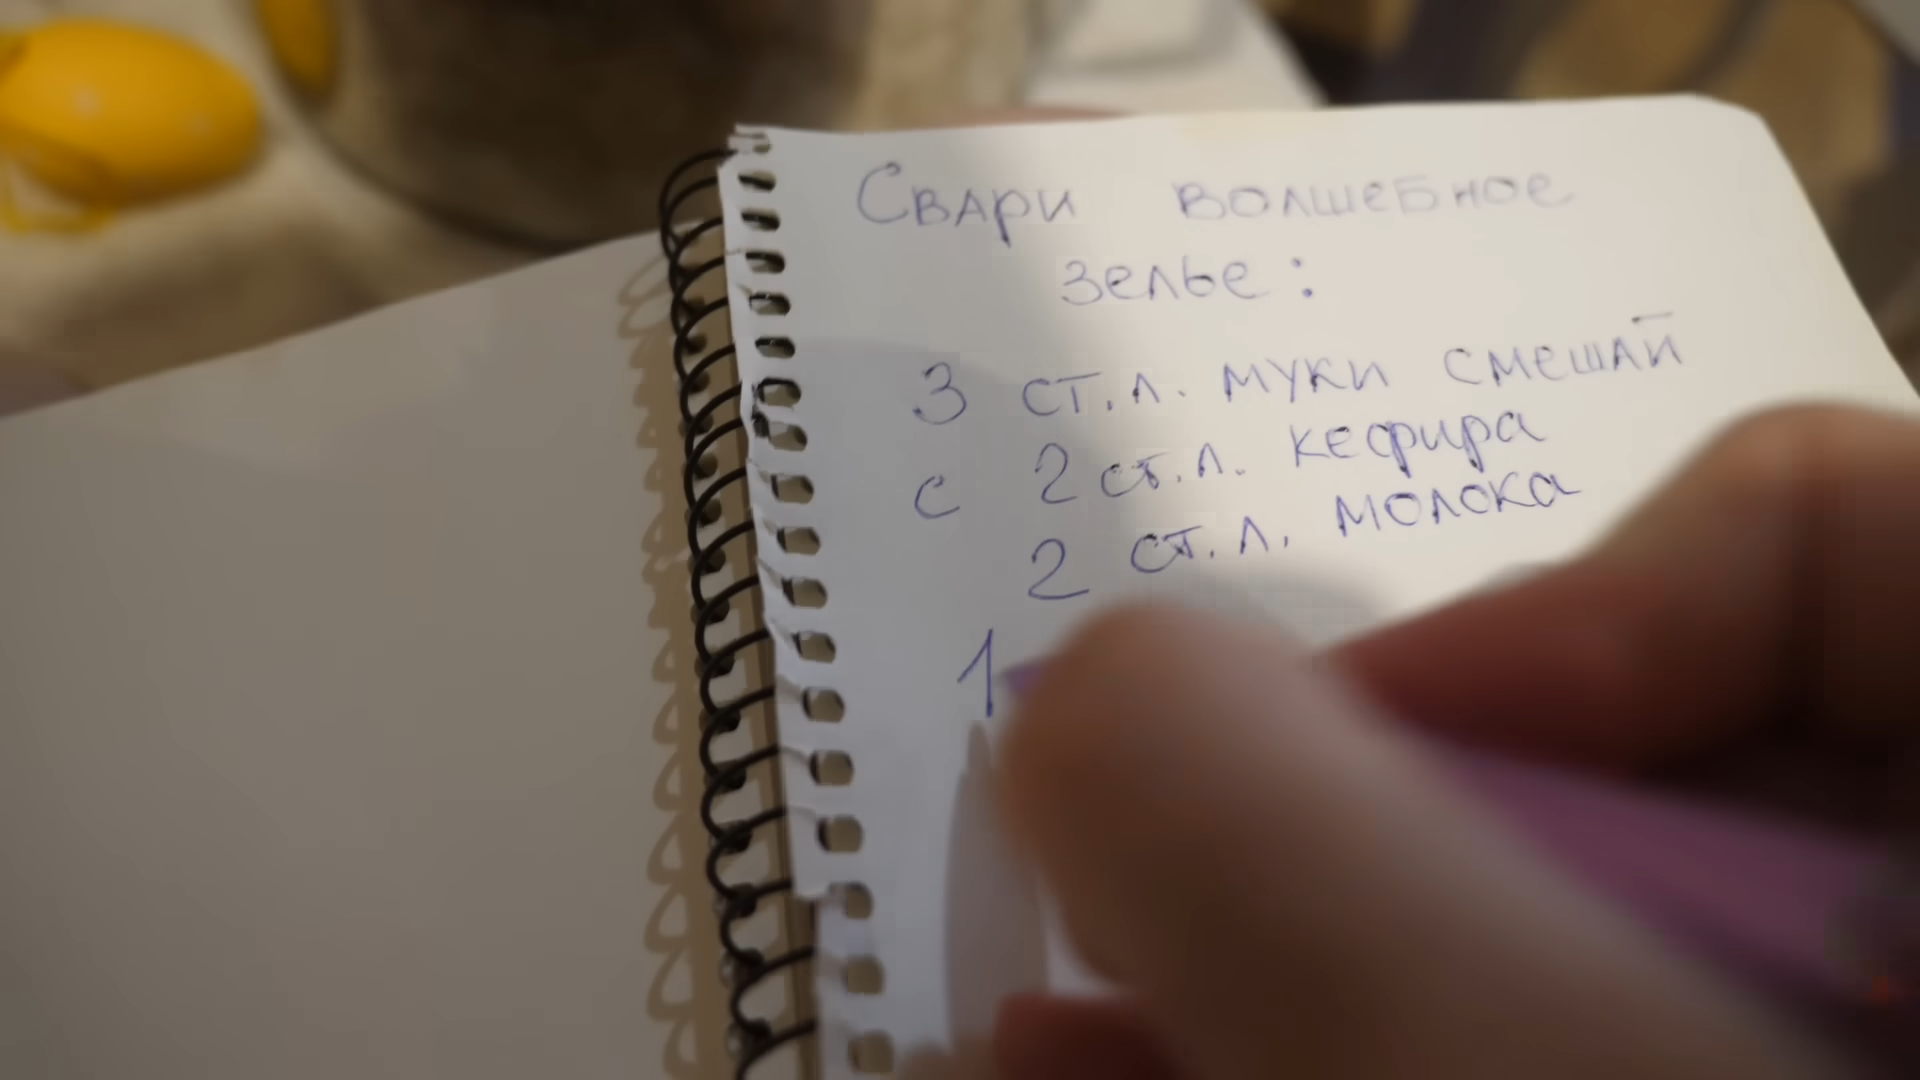 Свари волшебное
зелье:
3 ст.л. муки смешай
с 2 ст.л. кефира
2 ст.л. молока
1